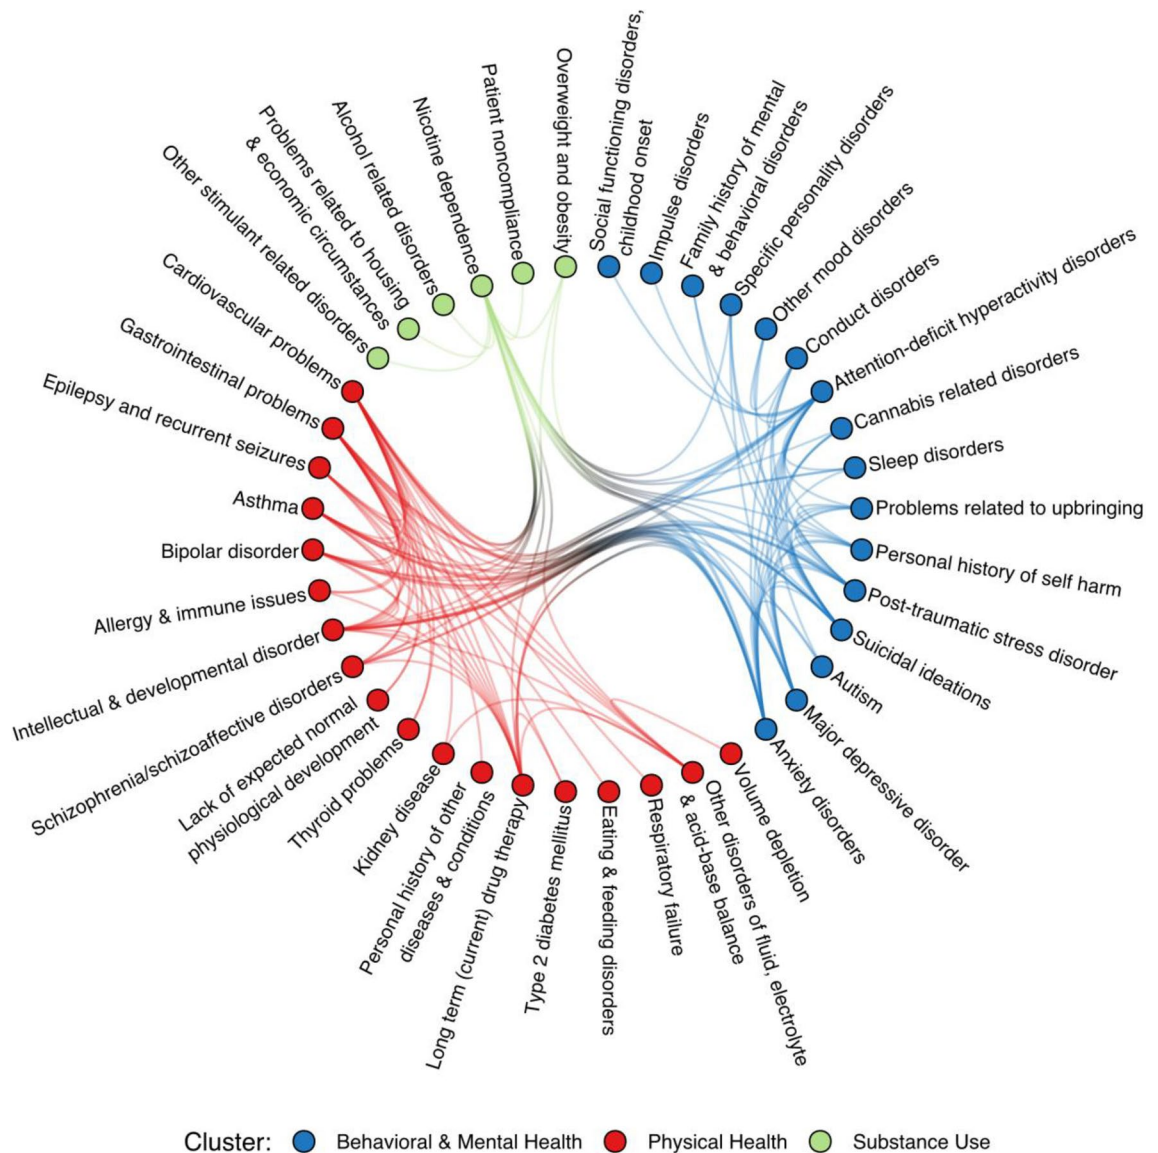 Overweight and obesity
Social functioning disorders,
childhood onset
Impulse disorders
Family history of mental
& behavioral disorders
Specific personality disorders
Other mood disorders
Conduct disorders
Attention-deficit hyperactivity disorders
Cannabis related disorders
Sleep disorders
Problems related to upbringing
Personal history of self harm
Post-traumatic stress disorder
Suicidal ideations
Autism
Major depressive disorder
Anxiety disorders
Volume depletion
Other disorders of fluid, electrolyte
& acid-base balance
Respiratory failure
Eating & feeding disorders
Type 2 diabetes mellitus
Long term (current) drug therapy
Personal history of other
diseases & conditions
Kidney disease
Thyroid problems
Lack of expected normal
physiological development
Schizophrenia/schizoaffective disorders
Intellectual & developmental disorder
Allergy & immune issues
Bipolar disorder
Asthma
Epilepsy and recurrent seizures
Gastrointestinal problems
Cardiovascular problems
Other stimulant related disorders
Problems related to housing
& economic circumstances
Alcohol related disorders
Nicotine dependence
Patient noncompliance
Cluster: Behavioral & Mental Health Physical Health Substance Use